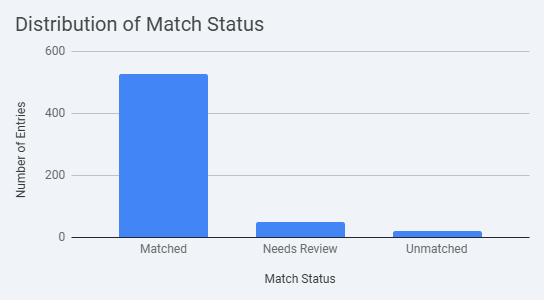 Distribution of Match Status
600
400
200
0
Number of Entries
Matched
Needs Review
Unmatched
Match Status